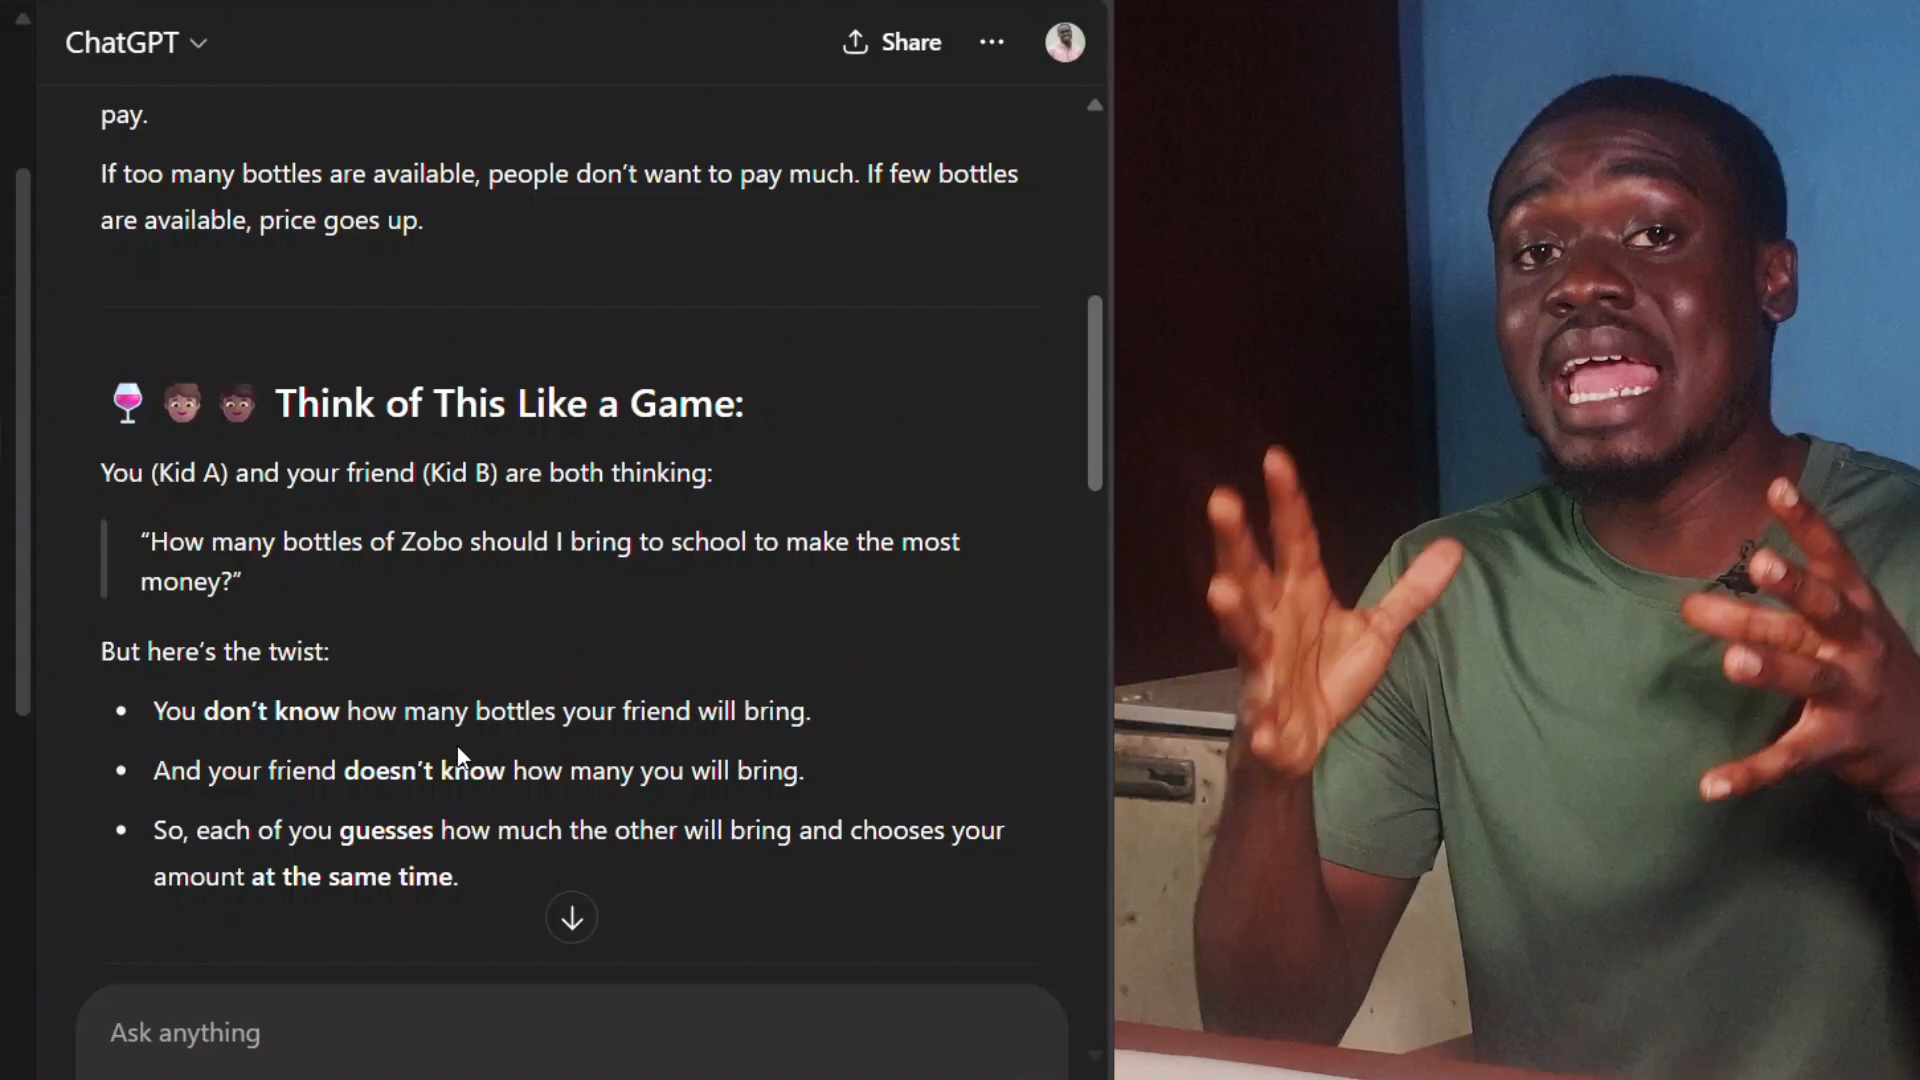 ChatGPT
Share
pay.
If too many bottles are available, people don’t want to pay much. If few bottles
are available, price goes up.
Think of This Like a Game:
You (Kid A) and your friend (Kid B) are both thinking:
“How many bottles of Zobo should I bring to school to make the most
money?”
But here’s the twist:
• You don’t know how many bottles your friend will bring.
• And your friend doesn’t know how many you will bring.
• So, each of you guesses how much the other will bring and chooses your
amount at the same time.
Ask anything